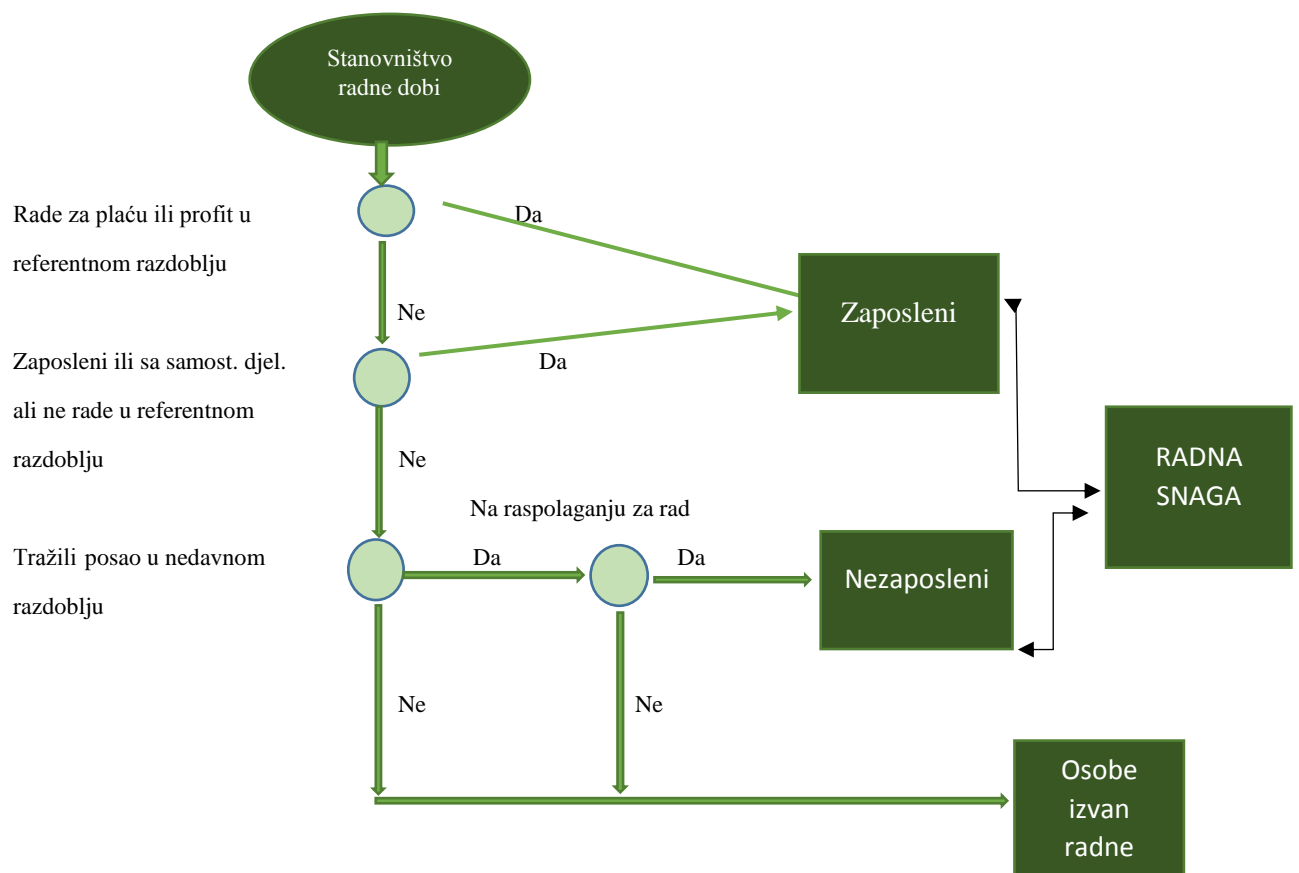 Stanovništvo
radne dobi
Rade za plaću ili profit u
referentnom razdoblju
Da
Ne
Zaposleni
Zaposleni ili sa samost. djel.
ali ne rade u referentnom
razdoblju
Da
Ne
RADNA
SNAGA
Na raspolaganju za rad
Tražili posao u nedavnom
razdoblju
Da
Da
Nezaposleni
Ne
Ne
Osobe
izvan
radne